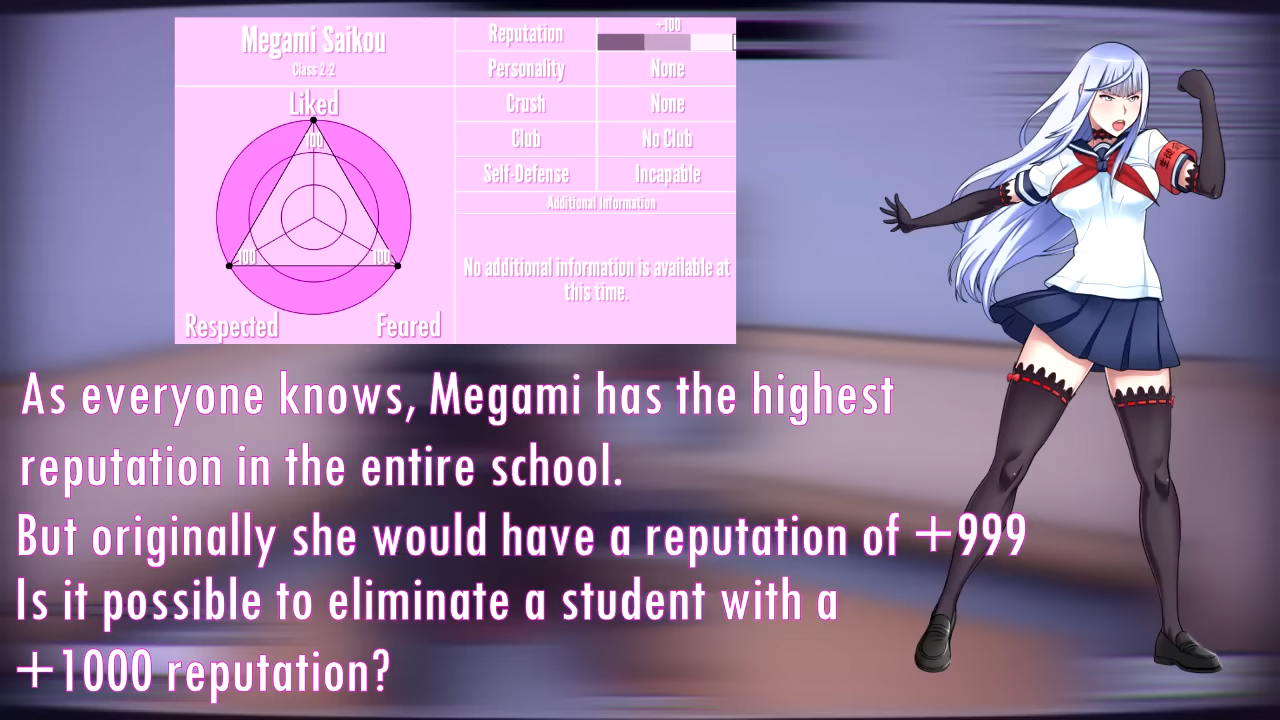 Megami Saikou
Class 2-2
Liked
100
100
100
Respected
Feared
Reputation
+100
Personality
None
Crush
None
Club
No Club
Self-Defense
Incapable
Additional Information
No additional information is available at
this time.
As everyone knows, Megami has the highest
reputation in the entire school.
But originally she would have a reputation of +999
Is it possible to eliminate a student with a
+1000 reputation?